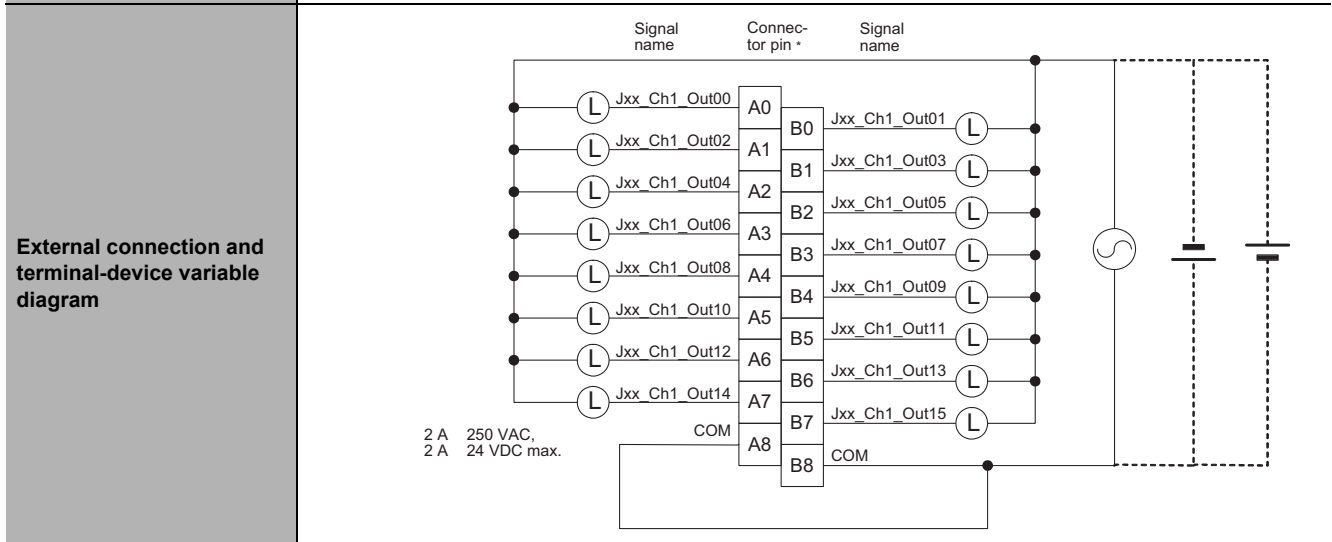 External connection and
terminal-device variable
diagram
Signal
name
Connec-
tor pin *
Signal
name
L Jxx_Ch1_Out00 A0
B0 Jxx_Ch1_Out01 L
L Jxx_Ch1_Out02 A1
B1 Jxx_Ch1_Out03 L
L Jxx_Ch1_Out04 A2
B2 Jxx_Ch1_Out05 L
L Jxx_Ch1_Out06 A3
B3 Jxx_Ch1_Out07 L
L Jxx_Ch1_Out08 A4
B4 Jxx_Ch1_Out09 L
L Jxx_Ch1_Out10 A5
B5 Jxx_Ch1_Out11 L
L Jxx_Ch1_Out12 A6
B6 Jxx_Ch1_Out13 L
L Jxx_Ch1_Out14 A7
B7 Jxx_Ch1_Out15 L
COM A8
B8 COM
2 A 250 VAC,
2 A 24 VDC max.